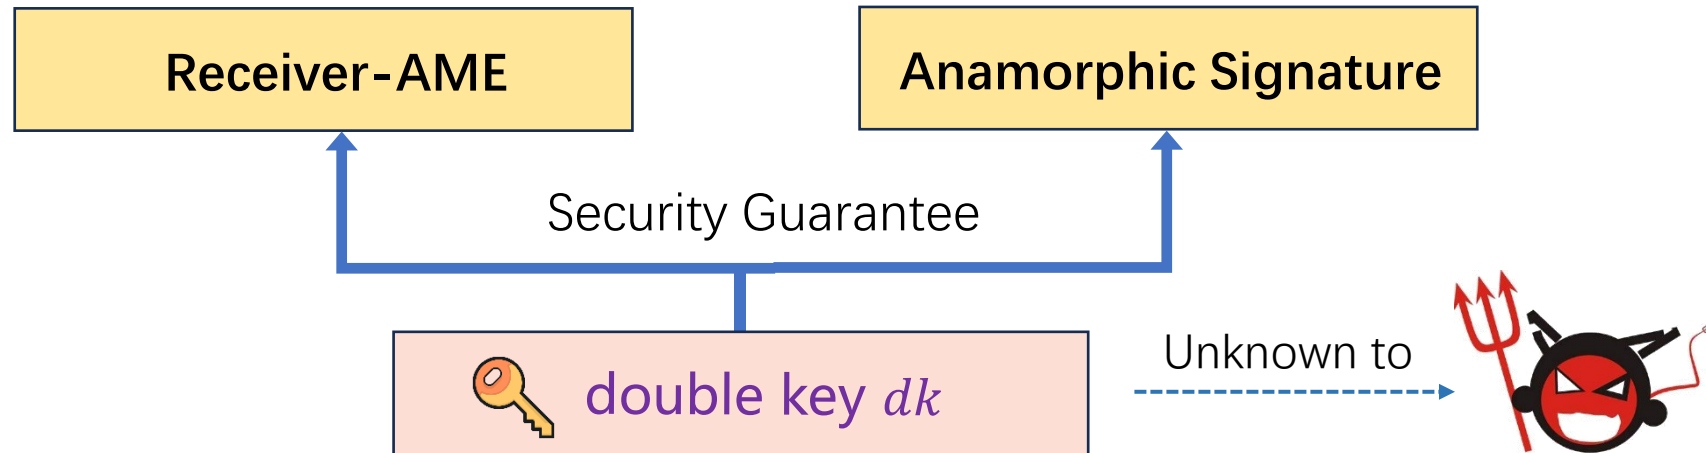 Receiver-AME
Anamorphic Signature
Security Guarantee
Unknown to
double key dk